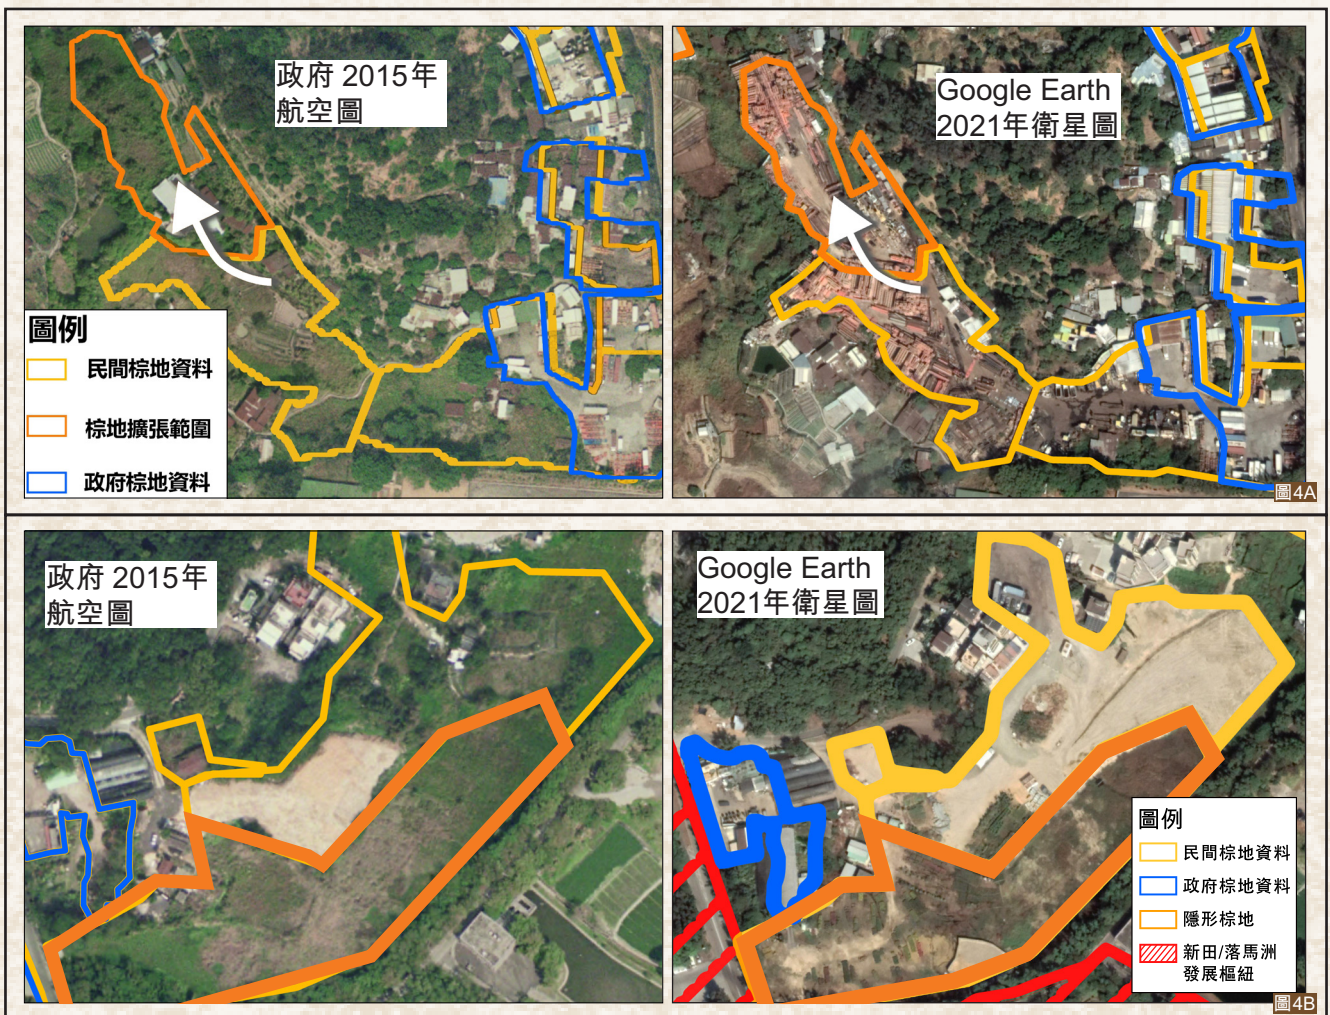 政府 2015年
航空圖
Google Earth
2021年衛星圖
圖例
民間棕地資料
棕地擴張範圍
政府棕地資料
圖4A
政府 2015年
航空圖
Google Earth
2021年衛星圖
圖例
民間棕地資料
政府棕地資料
隱形棕地
新田/落馬洲
發展樞紐
圖4B